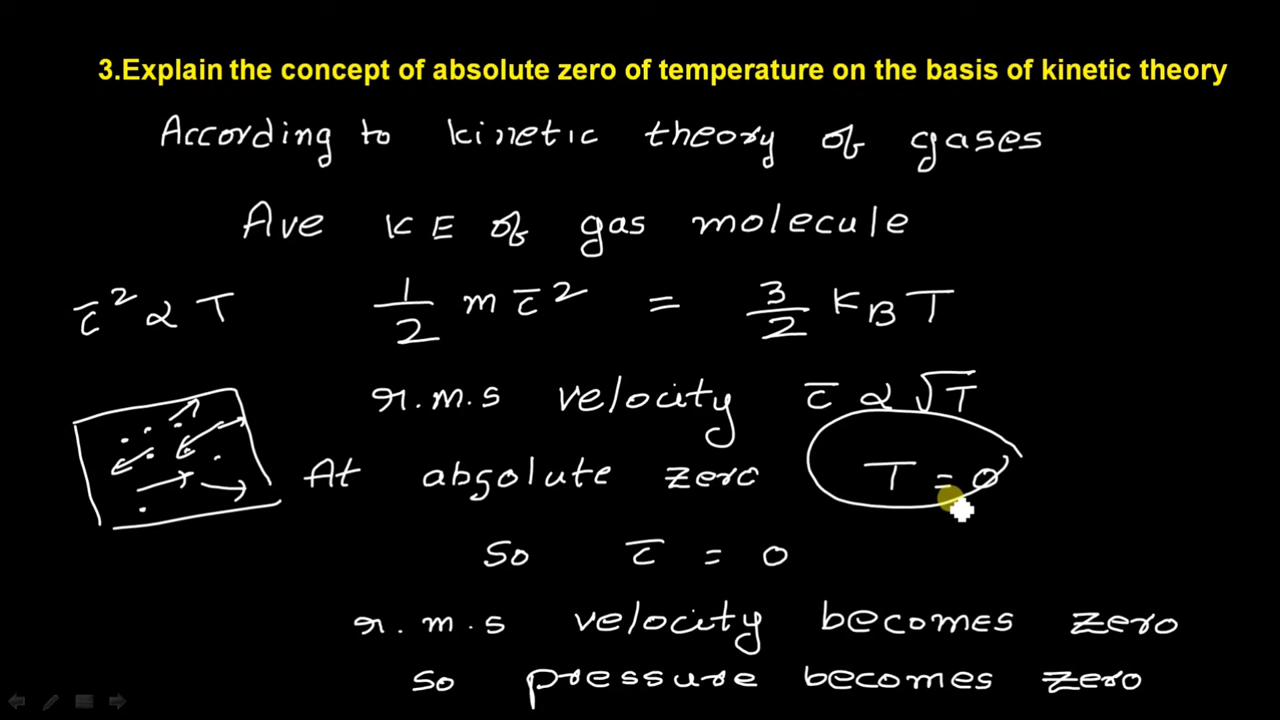 3.Explain the concept of absolute zero of temperature on the basis of kinetic theory
According to kinetic theory of gases
Ave KE of gas molecule
c̅² ∝ T 1/2 m c̅² = 3/2 K_B T
r.m.s velocity c̅ ∝ √T
At absolute zero T = 0
So c̅ = 0
r.m.s velocity becomes zero
so pressure becomes zero